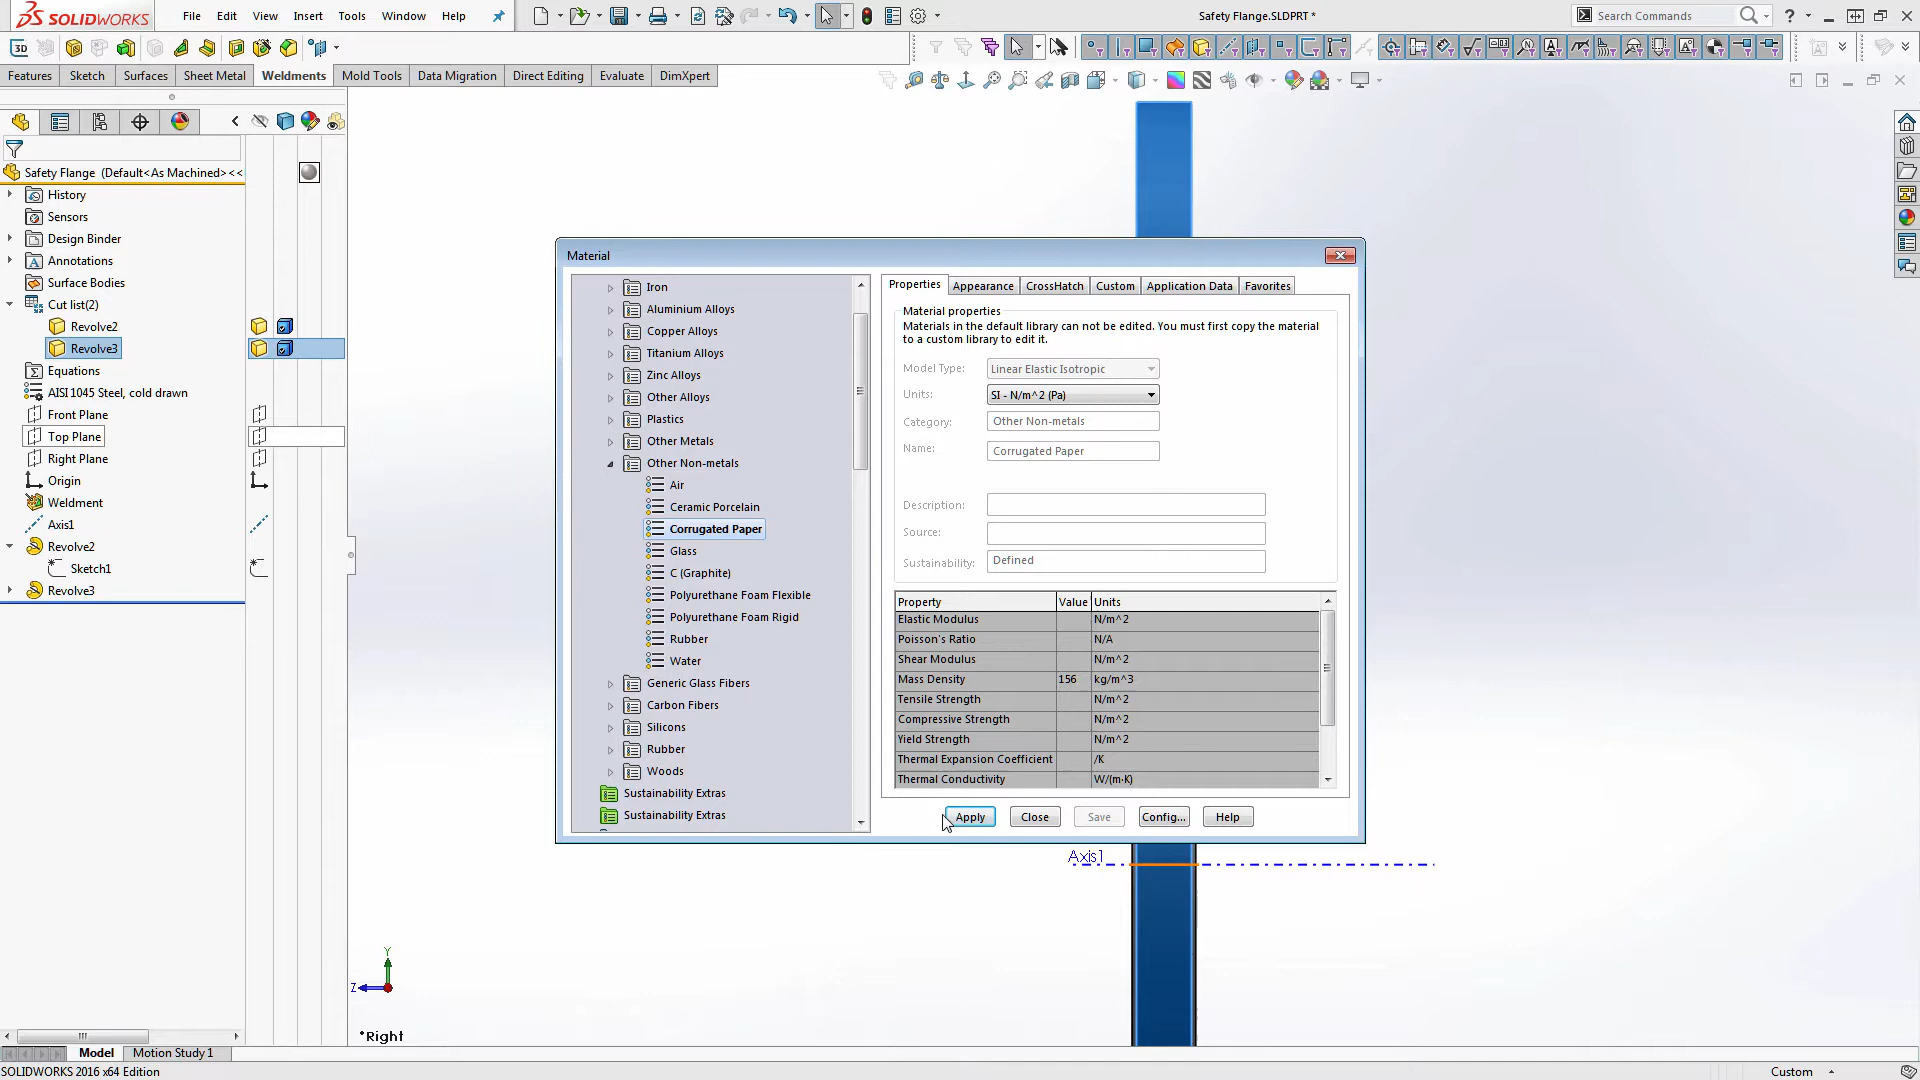 SOLIDWORKS File Edit View Insert Tools Window Help
Safety Flange.SLDPRT *
Search Commands
3D
Features Sketch Surfaces Sheet Metal Weldments Mold Tools Data Migration Direct Editing Evaluate DimXpert
Safety Flange (Default<As Machined><<
History
Sensors
Design Binder
Annotations
Surface Bodies
Cut list(2)
Revolve2
Revolve3
Equations
AISI 1045 Steel, cold drawn
Front Plane
Top Plane
Right Plane
Origin
Weldment
Axis1
Revolve2
Sketch1
Revolve3
Material
Iron
Aluminium Alloys
Copper Alloys
Titanium Alloys
Zinc Alloys
Other Alloys
Plastics
Other Metals
Other Non-metals
Air
Ceramic Porcelain
Corrugated Paper
Glass
C (Graphite)
Polyurethane Foam Flexible
Polyurethane Foam Rigid
Rubber
Water
Generic Glass Fibers
Carbon Fibers
Silicons
Rubber
Woods
Sustainability Extras
Sustainability Extras
Properties Appearance CrossHatch Custom Application Data Favorites
Material properties
Materials in the default library can not be edited. You must first copy the material
to a custom library to edit it.
Model Type: Linear Elastic Isotropic
Units: SI - N/m^2 (Pa)
Category: Other Non-metals
Name: Corrugated Paper
Description:
Source:
Sustainability: Defined
Property Value Units
Elastic Modulus N/m^2
Poisson's Ratio N/A
Shear Modulus N/m^2
Mass Density 156 kg/m^3
Tensile Strength N/m^2
Compressive Strength N/m^2
Yield Strength N/m^2
Thermal Expansion Coefficient /K
Thermal Conductivity W/(m·K)
Apply Close Save Config... Help
Axis1
Y
Z
*Right
Model Motion Study 1
SOLIDWORKS 2016 x64 Edition
Custom